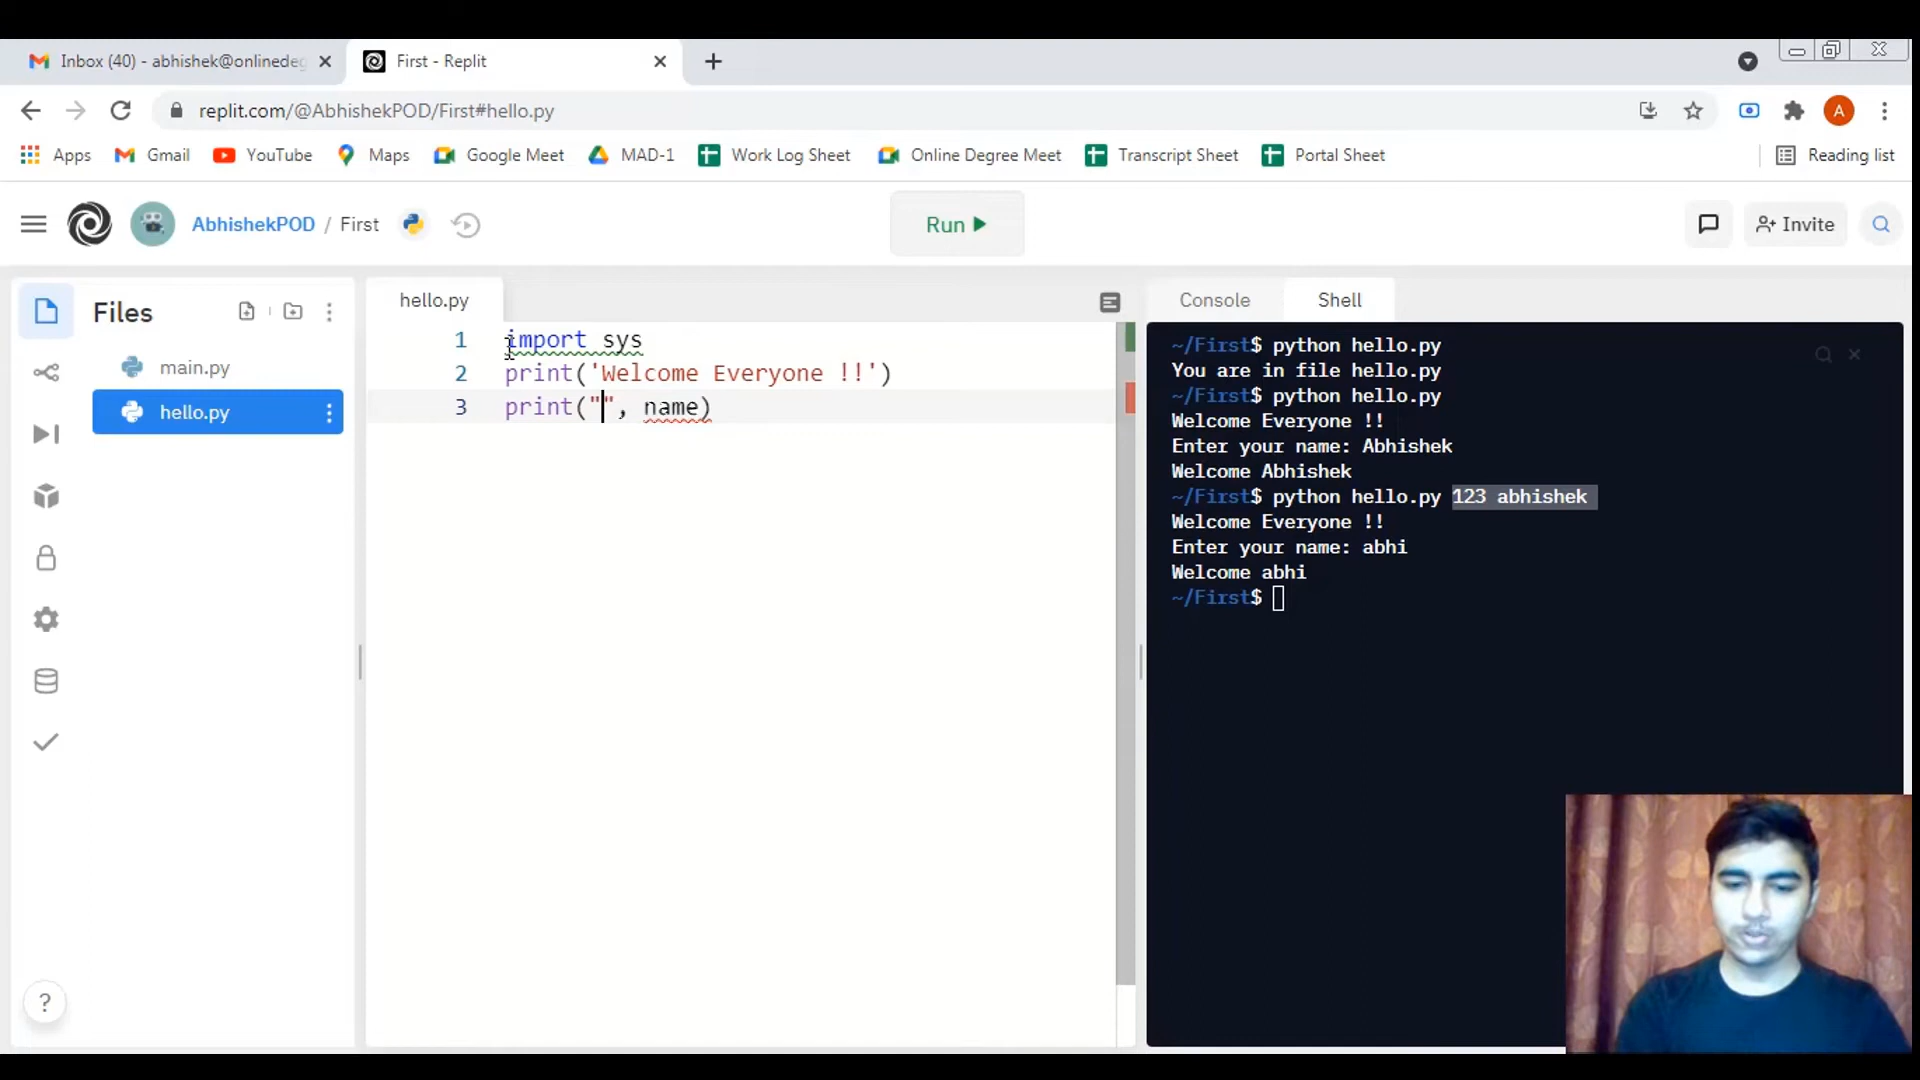 Inbox (40) - abhishek@onlinedeg
First - Replit
replit.com/@AbhishekPOD/First#hello.py
A
Apps
Gmail
YouTube
Maps
Google Meet
MAD-1
Work Log Sheet
Online Degree Meet
Transcript Sheet
Portal Sheet
Reading list
AbhishekPOD / First
Run
Invite
Files
main.py
hello.py
hello.py
1 import sys
2 print('Welcome Everyone !!')
3 print("", name)
Console
Shell
~/First$ python hello.py
You are in file hello.py
~/First$ python hello.py
Welcome Everyone !!
Enter your name: Abhishek
Welcome Abhishek
~/First$ python hello.py 123 abhishek
Welcome Everyone !!
Enter your name: abhi
Welcome abhi
~/First$
?